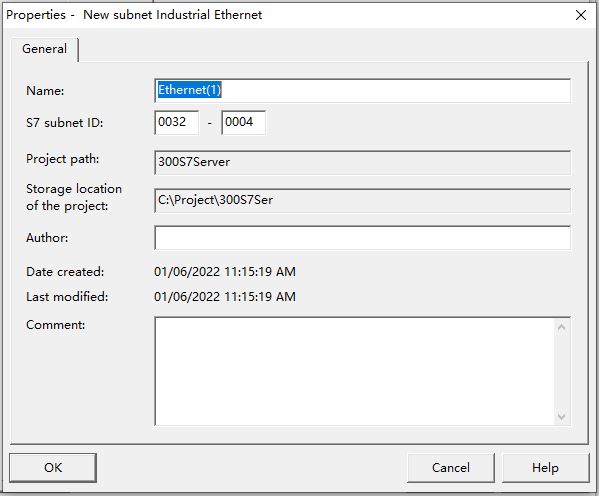 Properties - New subnet Industrial Ethernet
General
Name: Ethernet(1)
S7 subnet ID: 0032 - 0004
Project path: 300S7Server
Storage location
of the project: C:\Project\300S7Ser
Author:
Date created: 01/06/2022 11:15:19 AM
Last modified: 01/06/2022 11:15:19 AM
Comment:
OK Cancel Help